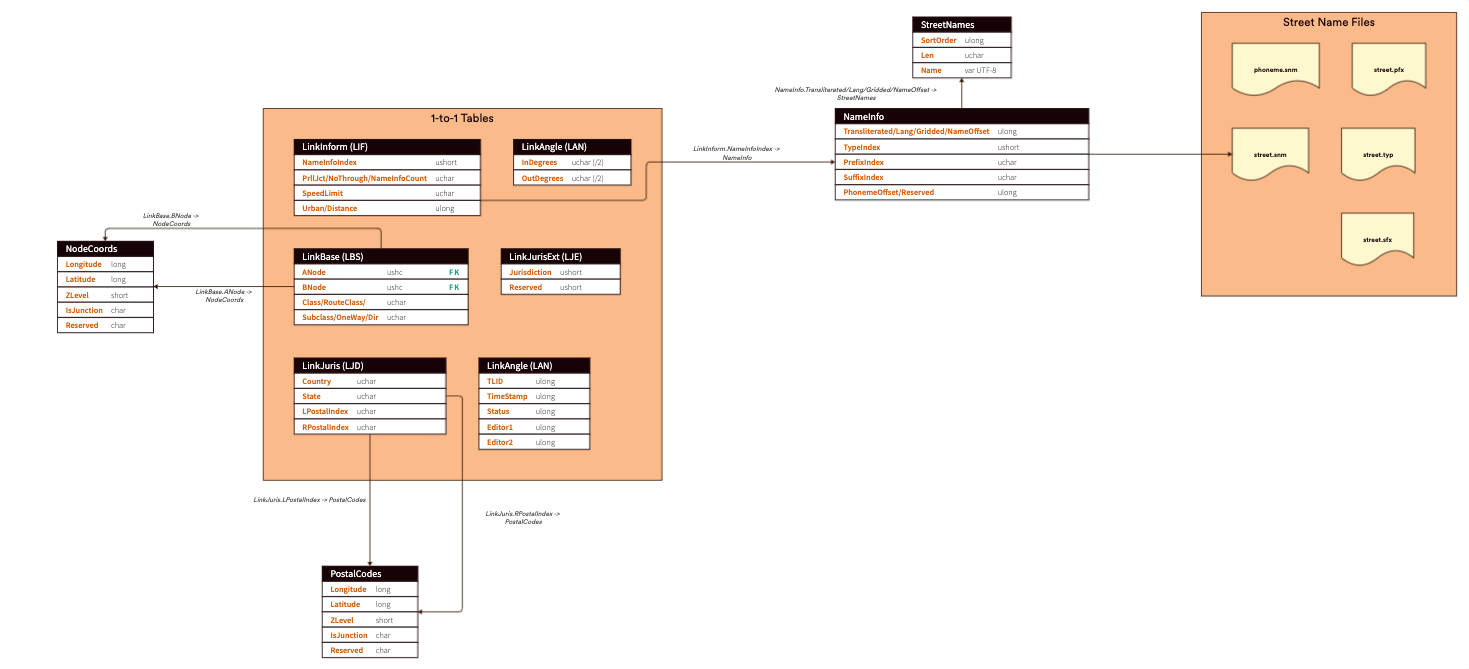 StreetNames
SortOrder ulong
Len uchar
Name var UTF-8
NameInfo.Transliterated/Lang/Gridded/NameOffset ->
StreetNames
Street Name Files
phoneme.snm
street.pfx
street.snm
street.typ
street.sfx
NameInfo
Transliterated/Lang/Gridded/NameOffset ulong
TypeIndex ushort
PrefixIndex uchar
SuffixIndex uchar
PhonemeOffset/Reserved ulong
LinkInform.NameInfoIndex ->
NameInfo
1-to-1 Tables
LinkInform (LIF)
NameInfoIndex ushort
PrllJct/NoThrough/NameInfoCount uchar
SpeedLimit uchar
Urban/Distance ulong
LinkAngle (LAN)
InDegrees uchar (/2)
OutDegrees uchar (/2)
LinkBase.BNode ->
NodeCoords
NodeCoords
Longitude long
Latitude long
ZLevel short
IsJunction char
Reserved char
LinkBase.ANode ->
NodeCoords
LinkBase (LBS)
ANode ushc FK
BNode ushc FK
Class/RouteClass/ uchar
Subclass/OneWay/Dir uchar
LinkJurisExt (LJE)
Jurisdiction ushort
Reserved ushort
LinkJuris (LJD)
Country uchar
State uchar
LPostalIndex uchar
RPostalIndex uchar
LinkAngle (LAN)
TLID ulong
TimeStamp ulong
Status ulong
Editor1 ulong
Editor2 ulong
LinkJuris.LPostalIndex -> PostalCodes
LinkJuris.RPostalIndex ->
PostalCodes
PostalCodes
Longitude long
Latitude long
ZLevel short
IsJunction char
Reserved char